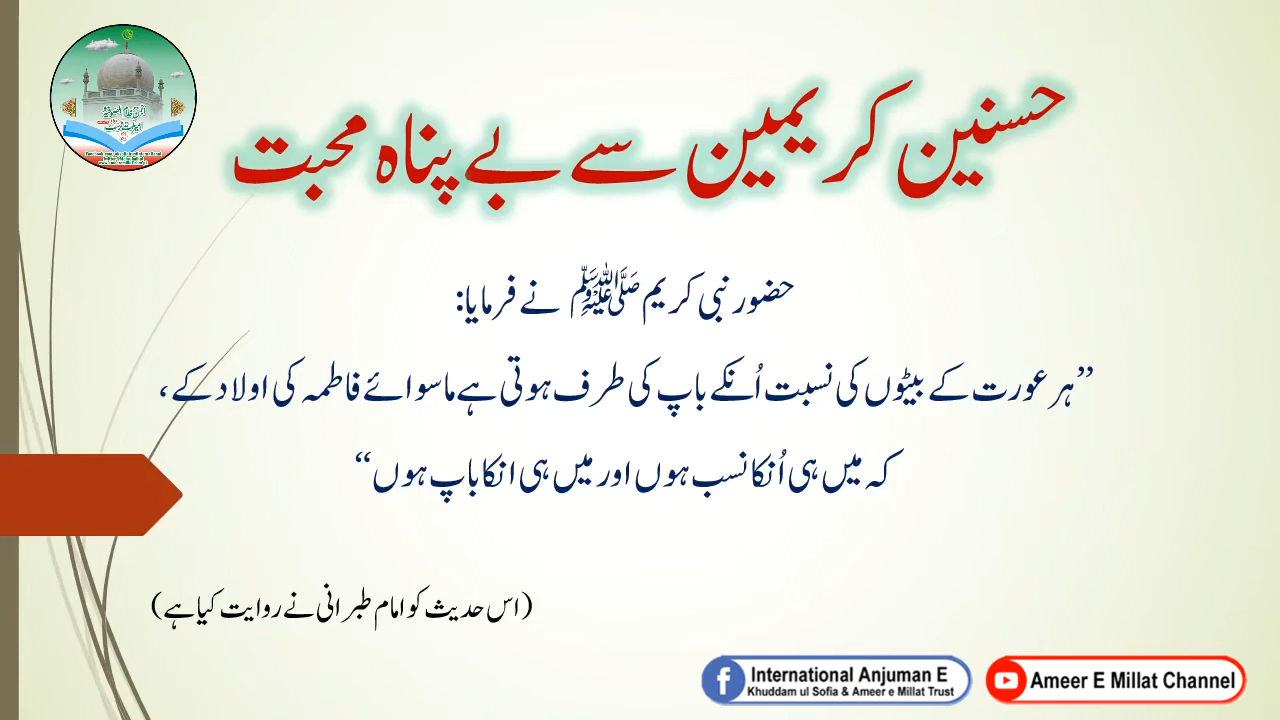 حسنین کریمین سے بے پناہ محبت
حضور نبی کریم ﷺ نے فرمایا:
”ہر عورت کے بیٹوں کی نسبت اُنکے باپ کی طرف ہوتی ہے ماسوائے فاطمہ کی اولاد کے،
کہ میں ہی اُنکا نسب ہوں اور میں ہی انکا باپ ہوں“
(اس حدیث کو امام طبرانی نے روایت کیا ہے)
International Anjuman E
Khuddam ul Sofia & Ameer e Millat Trust
Ameer E Millat Channel